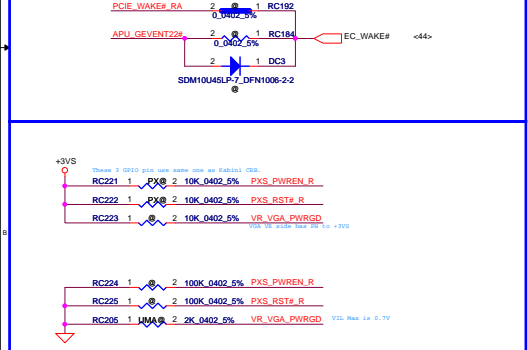 PCIE_WAKE#_RA 2 @ 1 RC192
0_0402_5%
APU_GEVENT22# 2 @ 1 RC184 EC_WAKE# <44>
0_0402_5%
2 1 DC3
SDM10U45LP-7_DFN1006-2-2
@
+3VS
These 3 GPIO pin use same one as Kabini CRB.
RC221 1 PX@ 2 10K_0402_5% PXS_PWREN_R
RC222 1 PX@ 2 10K_0402_5% PXS_RST#_R
RC223 1 @ 2 10K_0402_5% VR_VGA_PWRGD
VGA VR side has PH to +3VS
B
RC224 1 @ 2 100K_0402_5% PXS_PWREN_R
RC225 1 @ 2 100K_0402_5% PXS_RST#_R
RC205 1 UMA@ 2 2K_0402_5% VR_VGA_PWRGD VIL Max is 0.7V